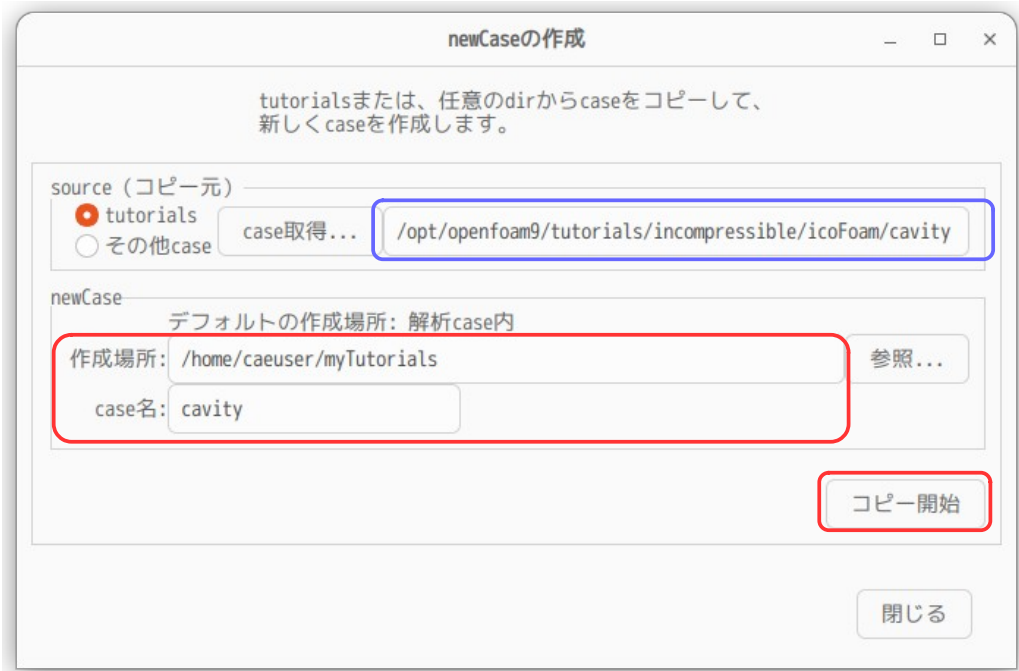 newCaseの作成
tutorialsまたは、任意のdirからcaseをコピーして、
新しくcaseを作成します。
source（コピー元）
tutorials
その他case
case取得...
/opt/openfoam9/tutorials/incompressible/icoFoam/cavity
newCase
デフォルトの作成場所: 解析case内
作成場所: /home/caeuser/myTutorials 参照...
case名: cavity
コピー開始
閉じる